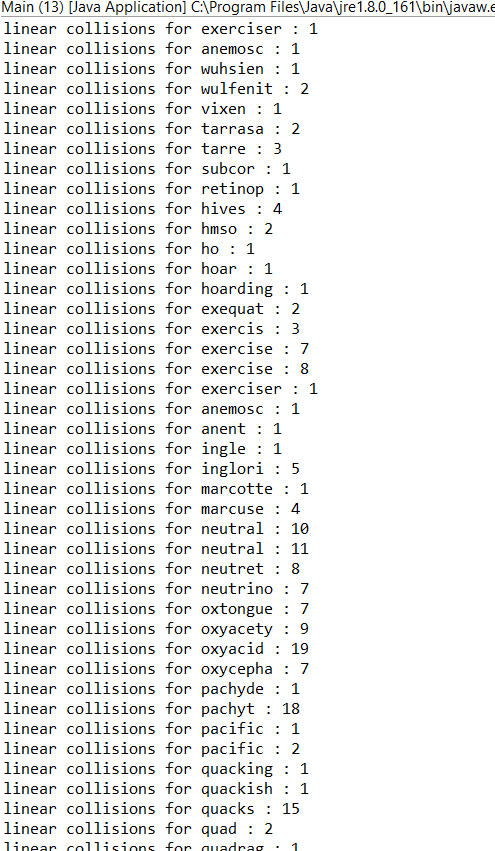 Main (13) [Java Application] C:\Program Files\Java\jre1.8.0_161\bin\javaw.e
linear collisions for exerciser : 1
linear collisions for anemosc : 1
linear collisions for wuhsien : 1
linear collisions for wulfenit : 2
linear collisions for vixen : 1
linear collisions for tarrasa : 2
linear collisions for tarre : 3
linear collisions for subcor : 1
linear collisions for retinop : 1
linear collisions for hives : 4
linear collisions for hmso : 2
linear collisions for ho : 1
linear collisions for hoar : 1
linear collisions for hoarding : 1
linear collisions for exequat : 2
linear collisions for exercis : 3
linear collisions for exercise : 7
linear collisions for exercise : 8
linear collisions for exerciser : 1
linear collisions for anemosc : 1
linear collisions for anent : 1
linear collisions for ingle : 1
linear collisions for inglori : 5
linear collisions for marcotte : 1
linear collisions for marcuse : 4
linear collisions for neutral : 10
linear collisions for neutral : 11
linear collisions for neutret : 8
linear collisions for neutrino : 7
linear collisions for oxtongue : 7
linear collisions for oxyacety : 9
linear collisions for oxyacid : 19
linear collisions for oxycepha : 7
linear collisions for pachyde : 1
linear collisions for pachyt : 18
linear collisions for pacific : 1
linear collisions for pacific : 2
linear collisions for quacking : 1
linear collisions for quackish : 1
linear collisions for quacks : 15
linear collisions for quad : 2
linear collisions for quadrag : 1